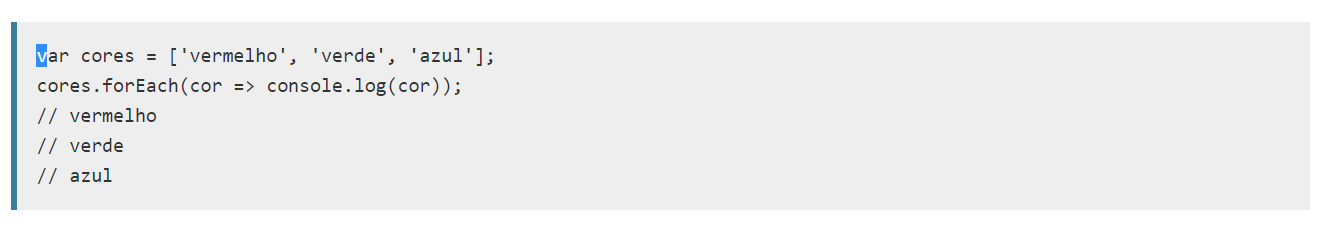 var cores = ['vermelho', 'verde', 'azul'];
cores.forEach(cor => console.log(cor));
// vermelho
// verde
// azul